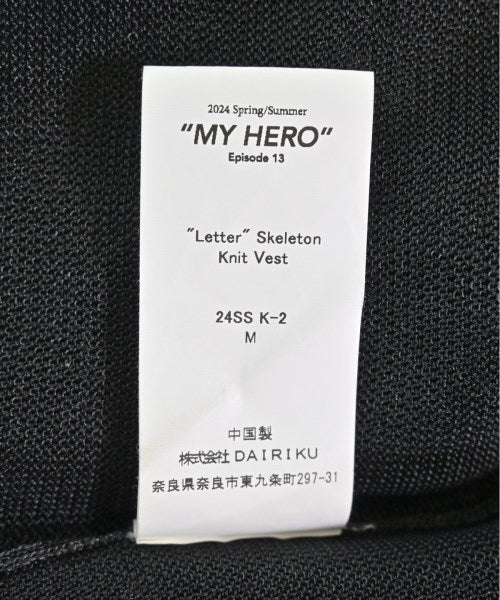 2024 Spring/Summer
"MY HERO"
Episode 13
"Letter" Skeleton
Knit Vest
24SS K-2
M
中国製
株式会社 DAIRIKU
奈良県奈良市東九条町297-31